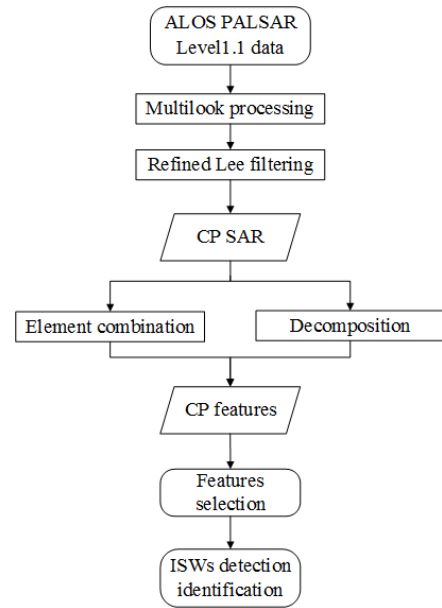 ALOS PALSAR
Level1.1 data
Multilook processing
Refined Lee filtering
CP SAR
Element combination
Decomposition
CP features
Features
selection
ISWs detection
identification